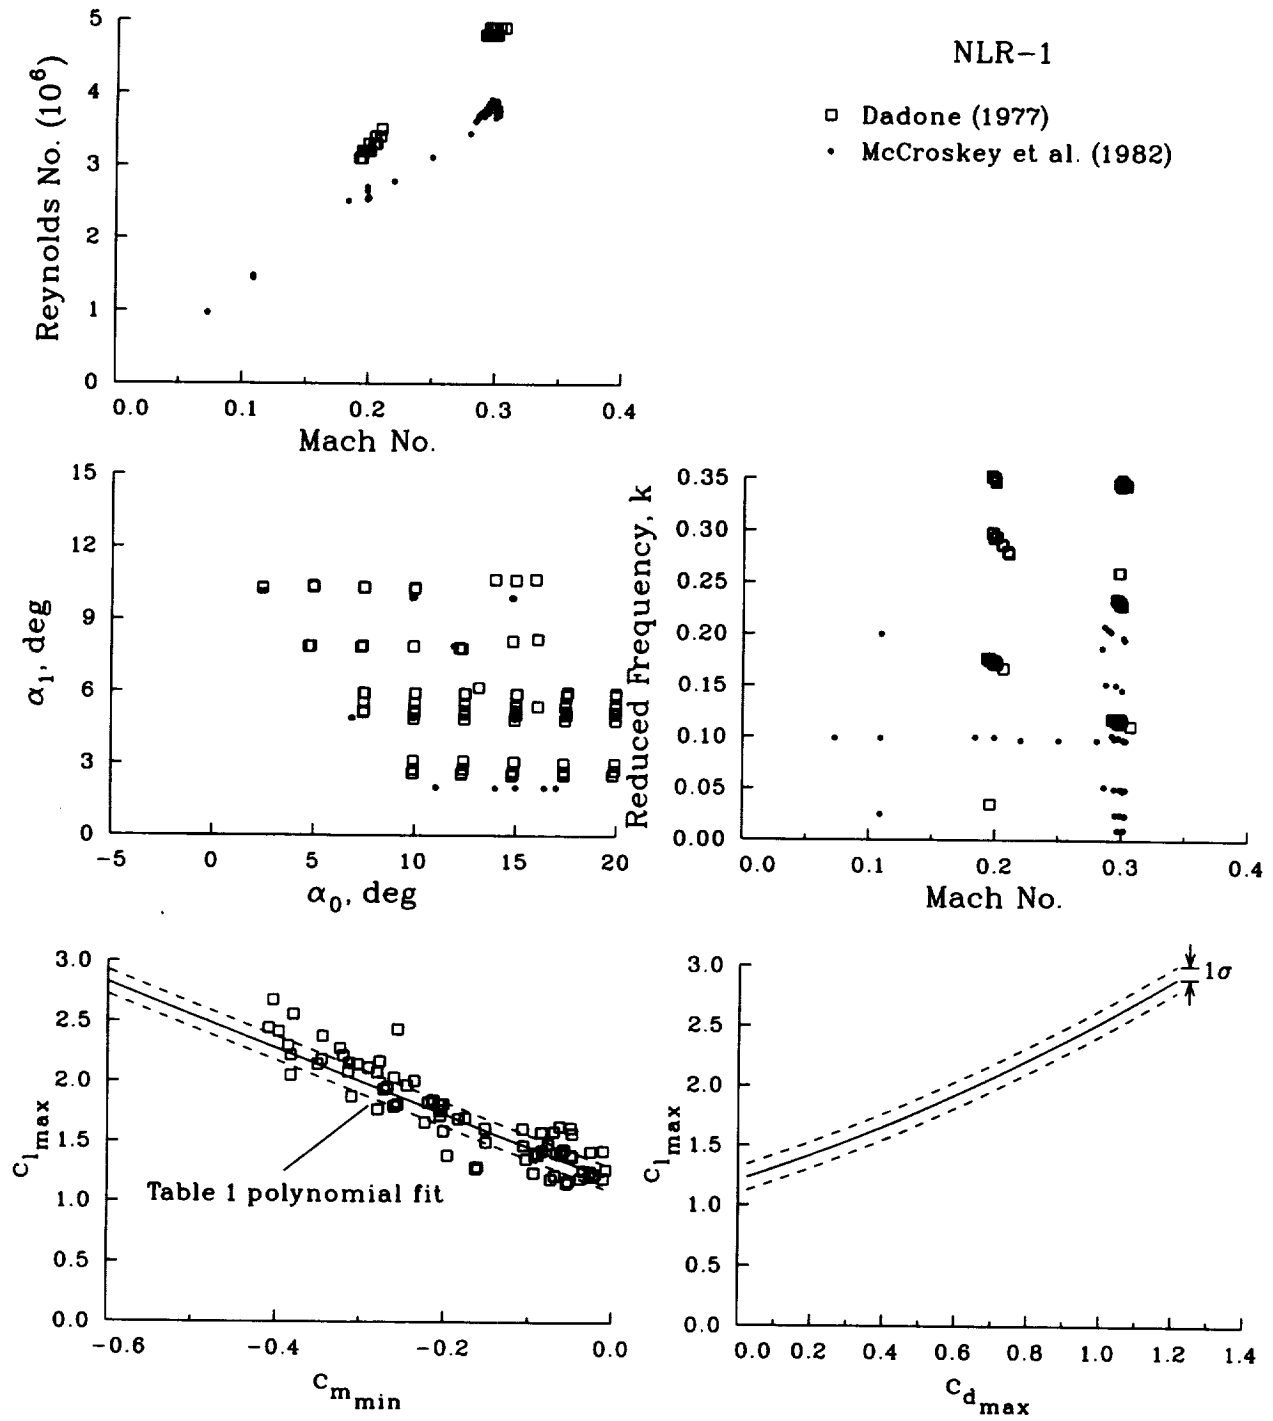 NLR-1
Dadone (1977)
McCroskey et al. (1982)
5
4
3
2
1
0
Reynolds No. (10⁶)
0.0 0.1 0.2 0.3 0.4
Mach No.
15
12
9
6
3
0
α₁, deg
-5 0 5 10 15 20
α₀, deg
0.35
0.30
0.25
0.20
0.15
0.10
0.05
0.00
Reduced Frequency, k
0.0 0.1 0.2 0.3 0.4
Mach No.
3.0
2.5
2.0
1.5
1.0
0.5
0.0
c_l_max
Table 1 polynomial fit
-0.6 -0.4 -0.2 0.0
c_m_min
3.0
2.5
2.0
1.5
1.0
0.5
0.0
c_l_max
1σ
0.0 0.2 0.4 0.6 0.8 1.0 1.2 1.4
c_d_max